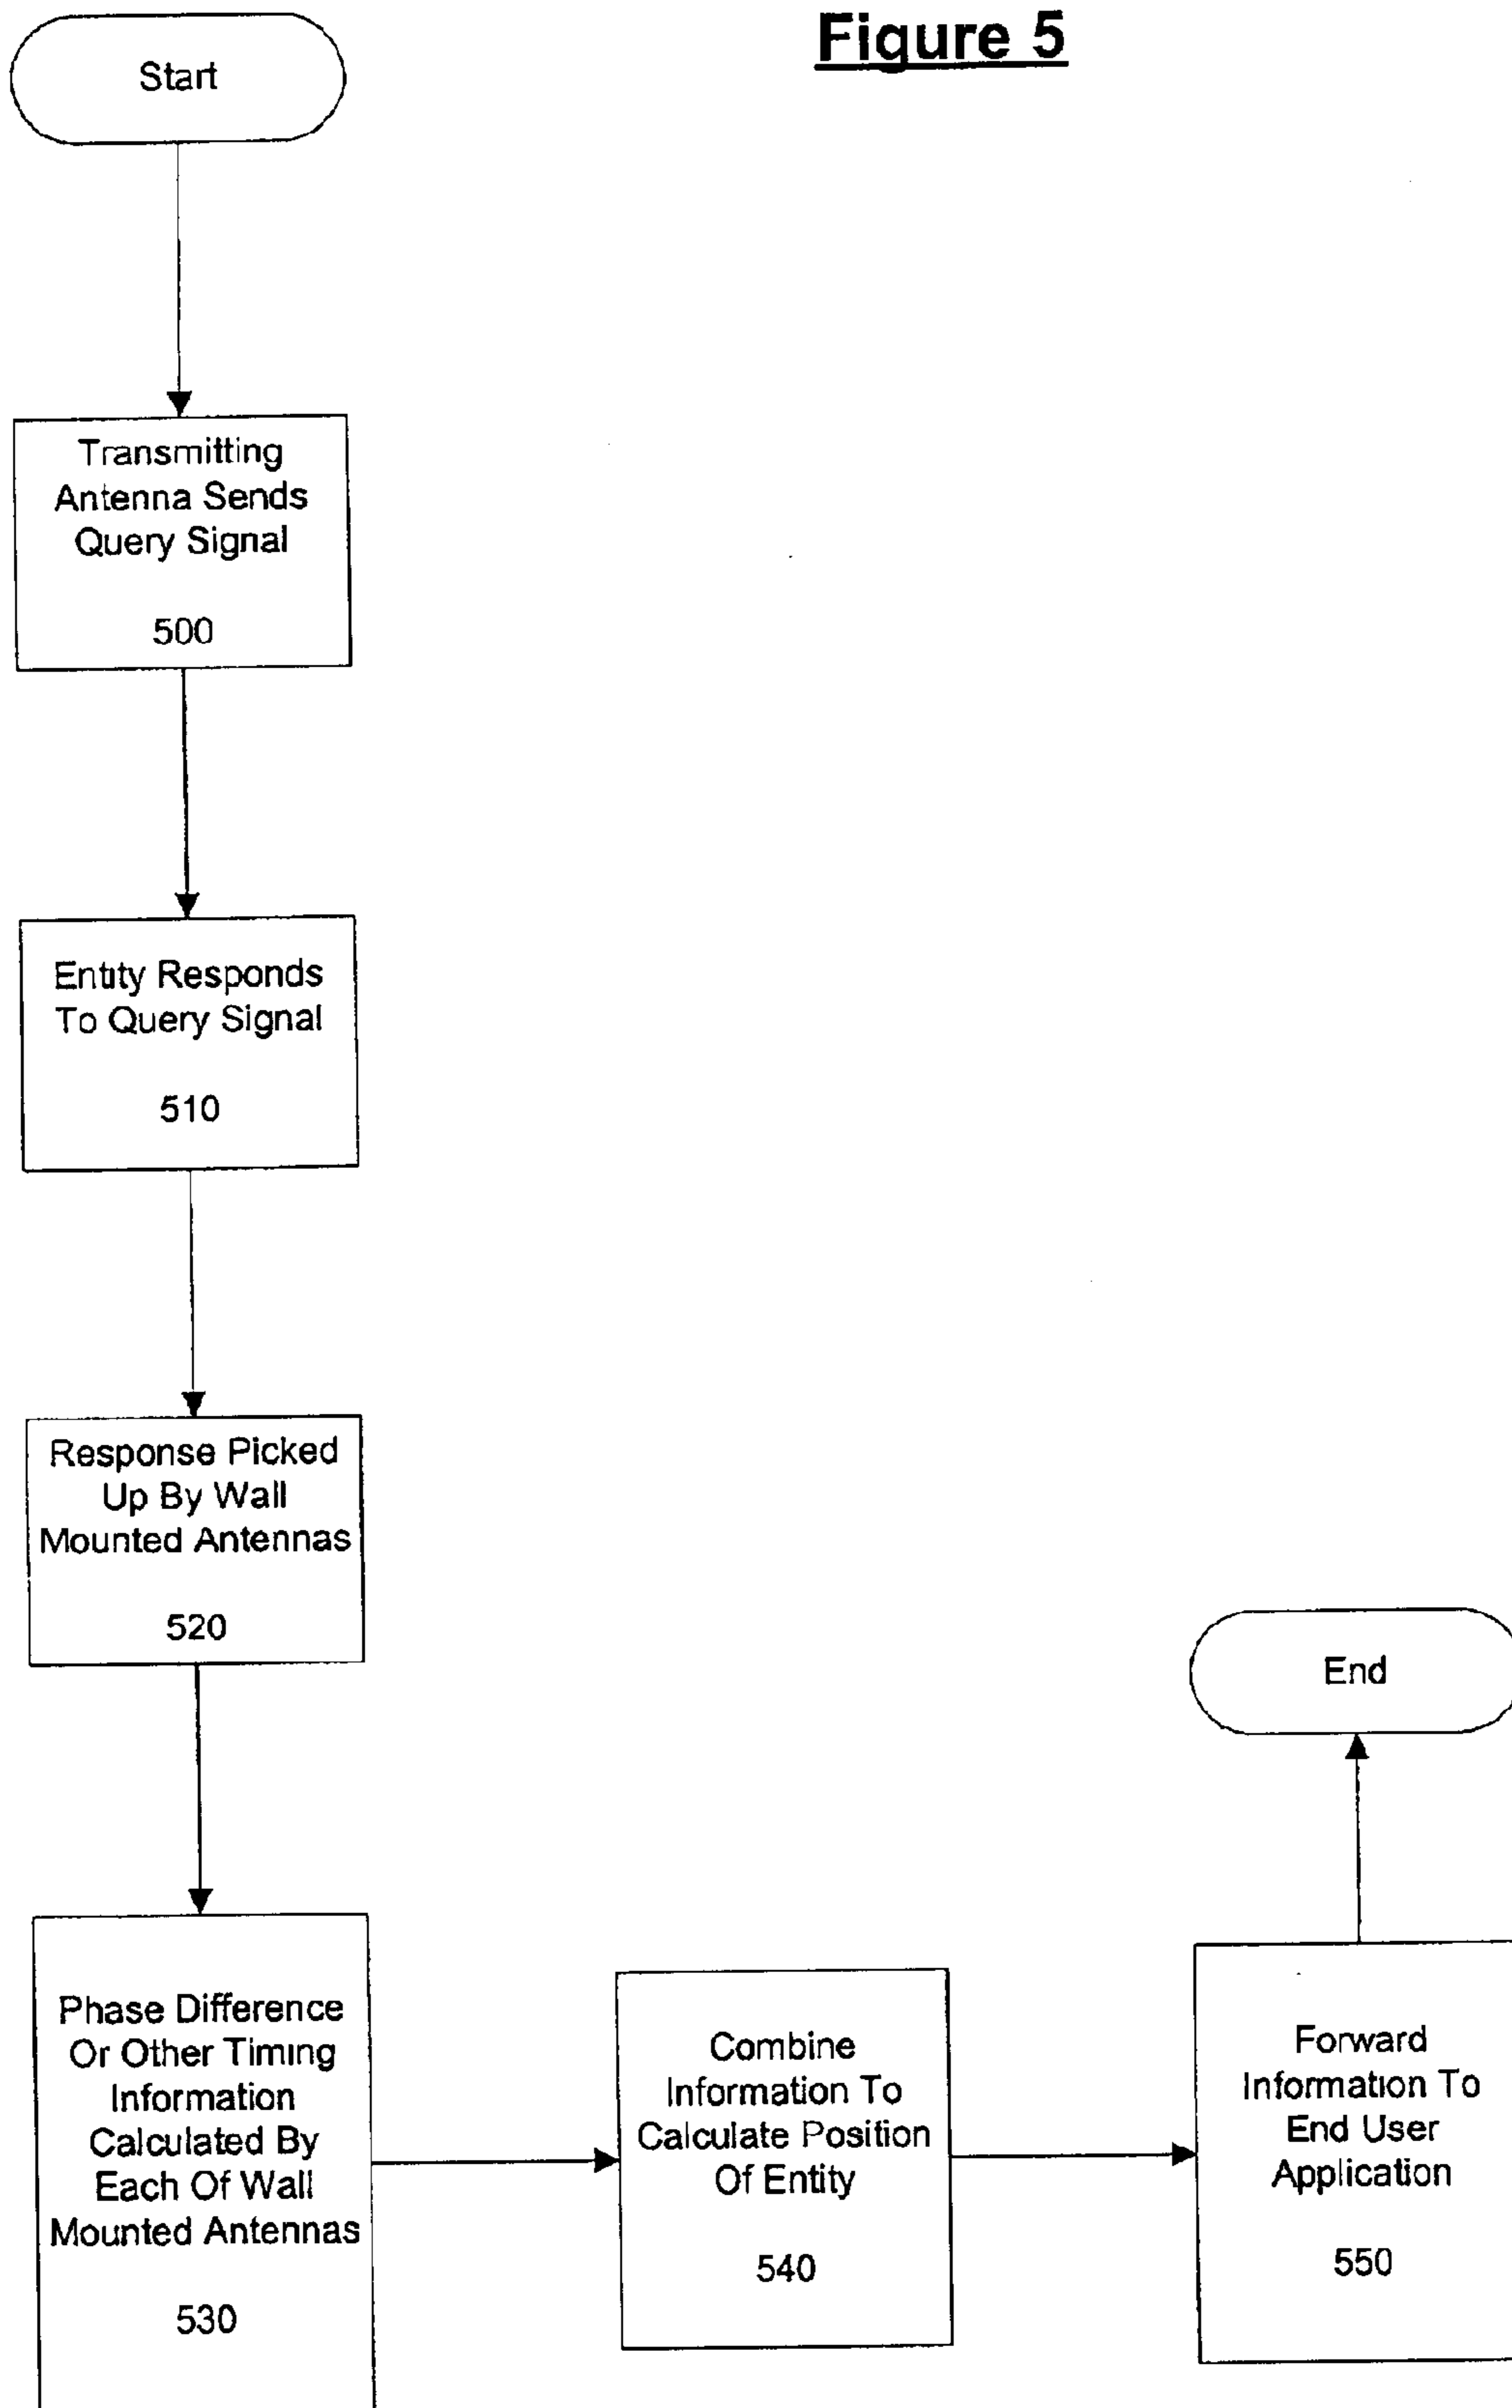 Figure 5
Start
Transmitting
Antenna Sends
Query Signal
500
Entity Responds
To Query Signal
510
Response Picked
Up By Wall
Mounted Antennas
520
Phase Difference
Or Other Timing
Information
Calculated By
Each Of Wall
Mounted Antennas
530
Combine
Information To
Calculate Position
Of Entity
540
Forward
Information To
End User
Application
550
End